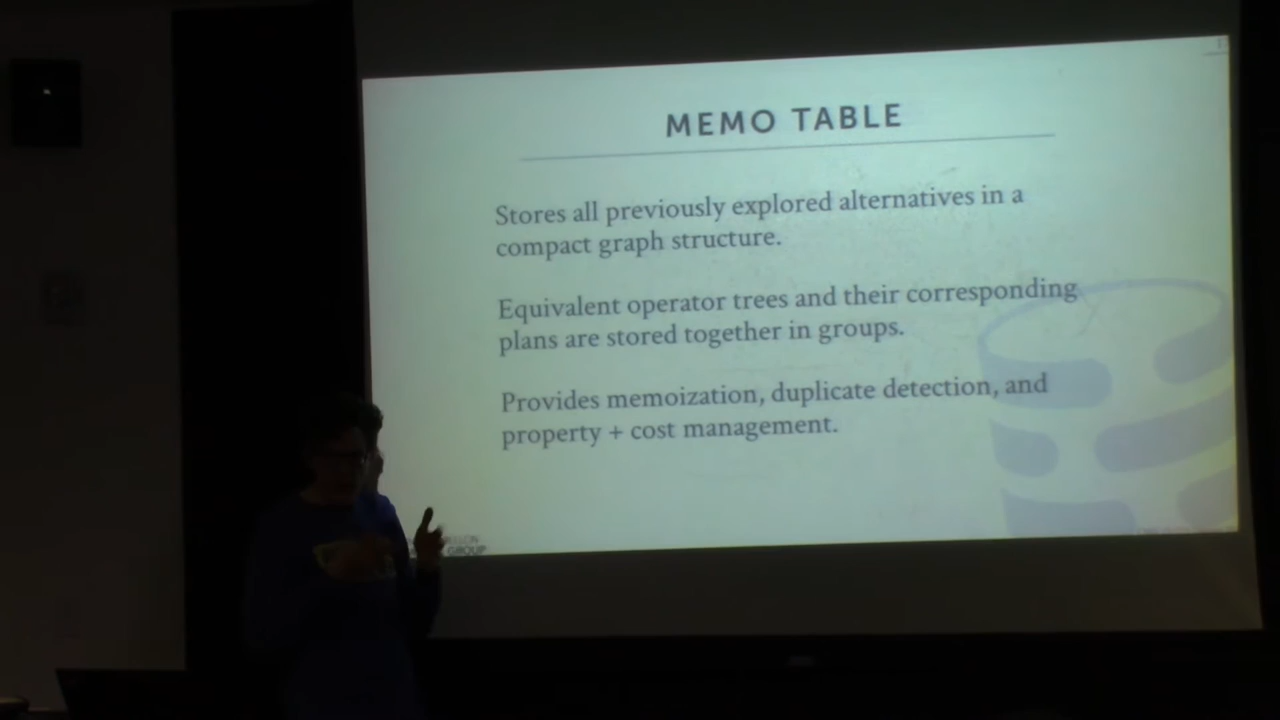 MEMO TABLE
Stores all previously explored alternatives in a
compact graph structure.
Equivalent operator trees and their corresponding
plans are stored together in groups.
Provides memoization, duplicate detection, and
property + cost management.
GROUP